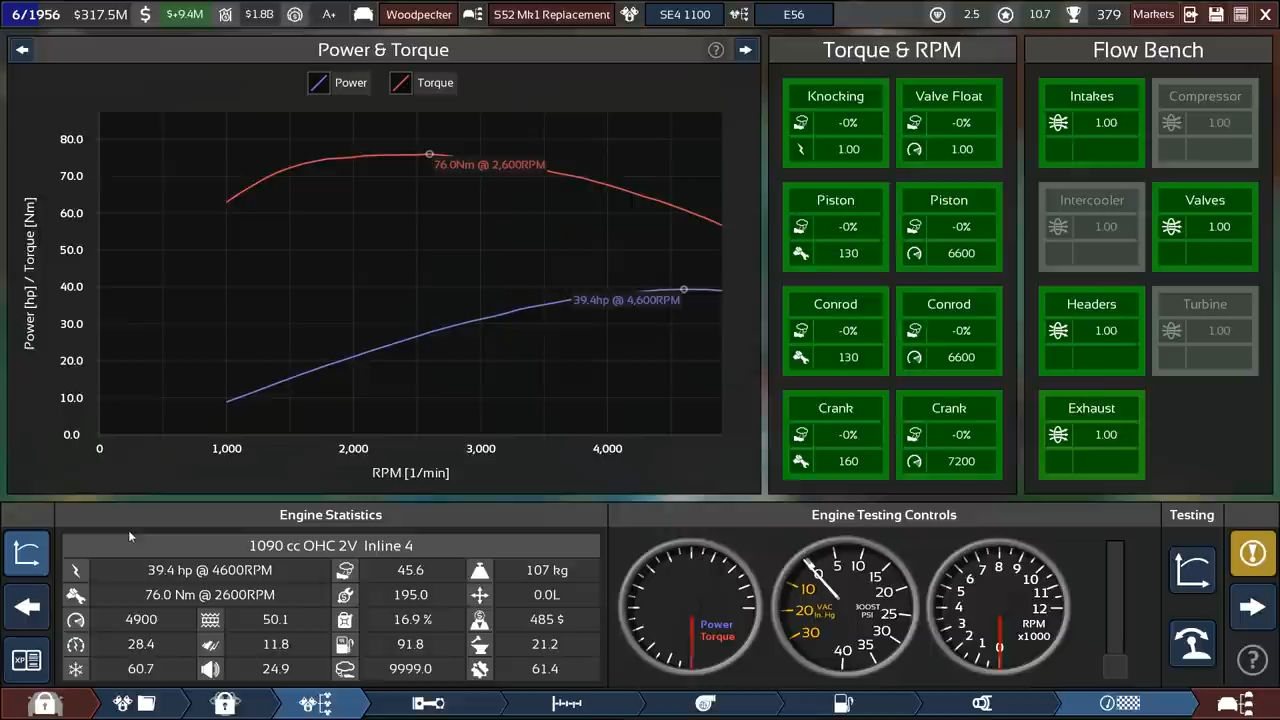 6/1956 $317.5M $+9.4M $1.8B A+ Woodpecker S52 Mk1 Replacement SE4 1100 E56 2.5 10.7 379 Markets
Power & Torque
Power
Torque
80.0
70.0
60.0
50.0
40.0
30.0
20.0
10.0
0.0
Power [hp] / Torque [Nm]
76.0Nm @ 2,600RPM
39.4hp @ 4,600RPM
0 1,000 2,000 3,000 4,000
RPM [1/min]
Torque & RPM
Knocking Valve Float
-0% -0%
1.00 1.00
Piston Piston
-0% -0%
130 6600
Conrod Conrod
-0% -0%
130 6600
Crank Crank
-0% -0%
160 7200
Flow Bench
Intakes Compressor
1.00 1.00
Intercooler Valves
1.00 1.00
Headers Turbine
1.00 1.00
Exhaust
1.00
Engine Statistics
1090 cc OHC 2V Inline 4
39.4 hp @ 4600RPM 45.6 107 kg
76.0 Nm @ 2600RPM 195.0 0.0L
4900 50.1 16.9 % 485 $
28.4 11.8 91.8 21.2
60.7 24.9 9999.0 61.4
Engine Testing Controls
Power
Torque
0 5 10 15 20 25 30 35 40
10 20 30
VAC
In. Hg
BOOST
PSI
0 1 2 3 4 5 6 7 8 9 10 11 12
RPM
x1000
Testing
XP